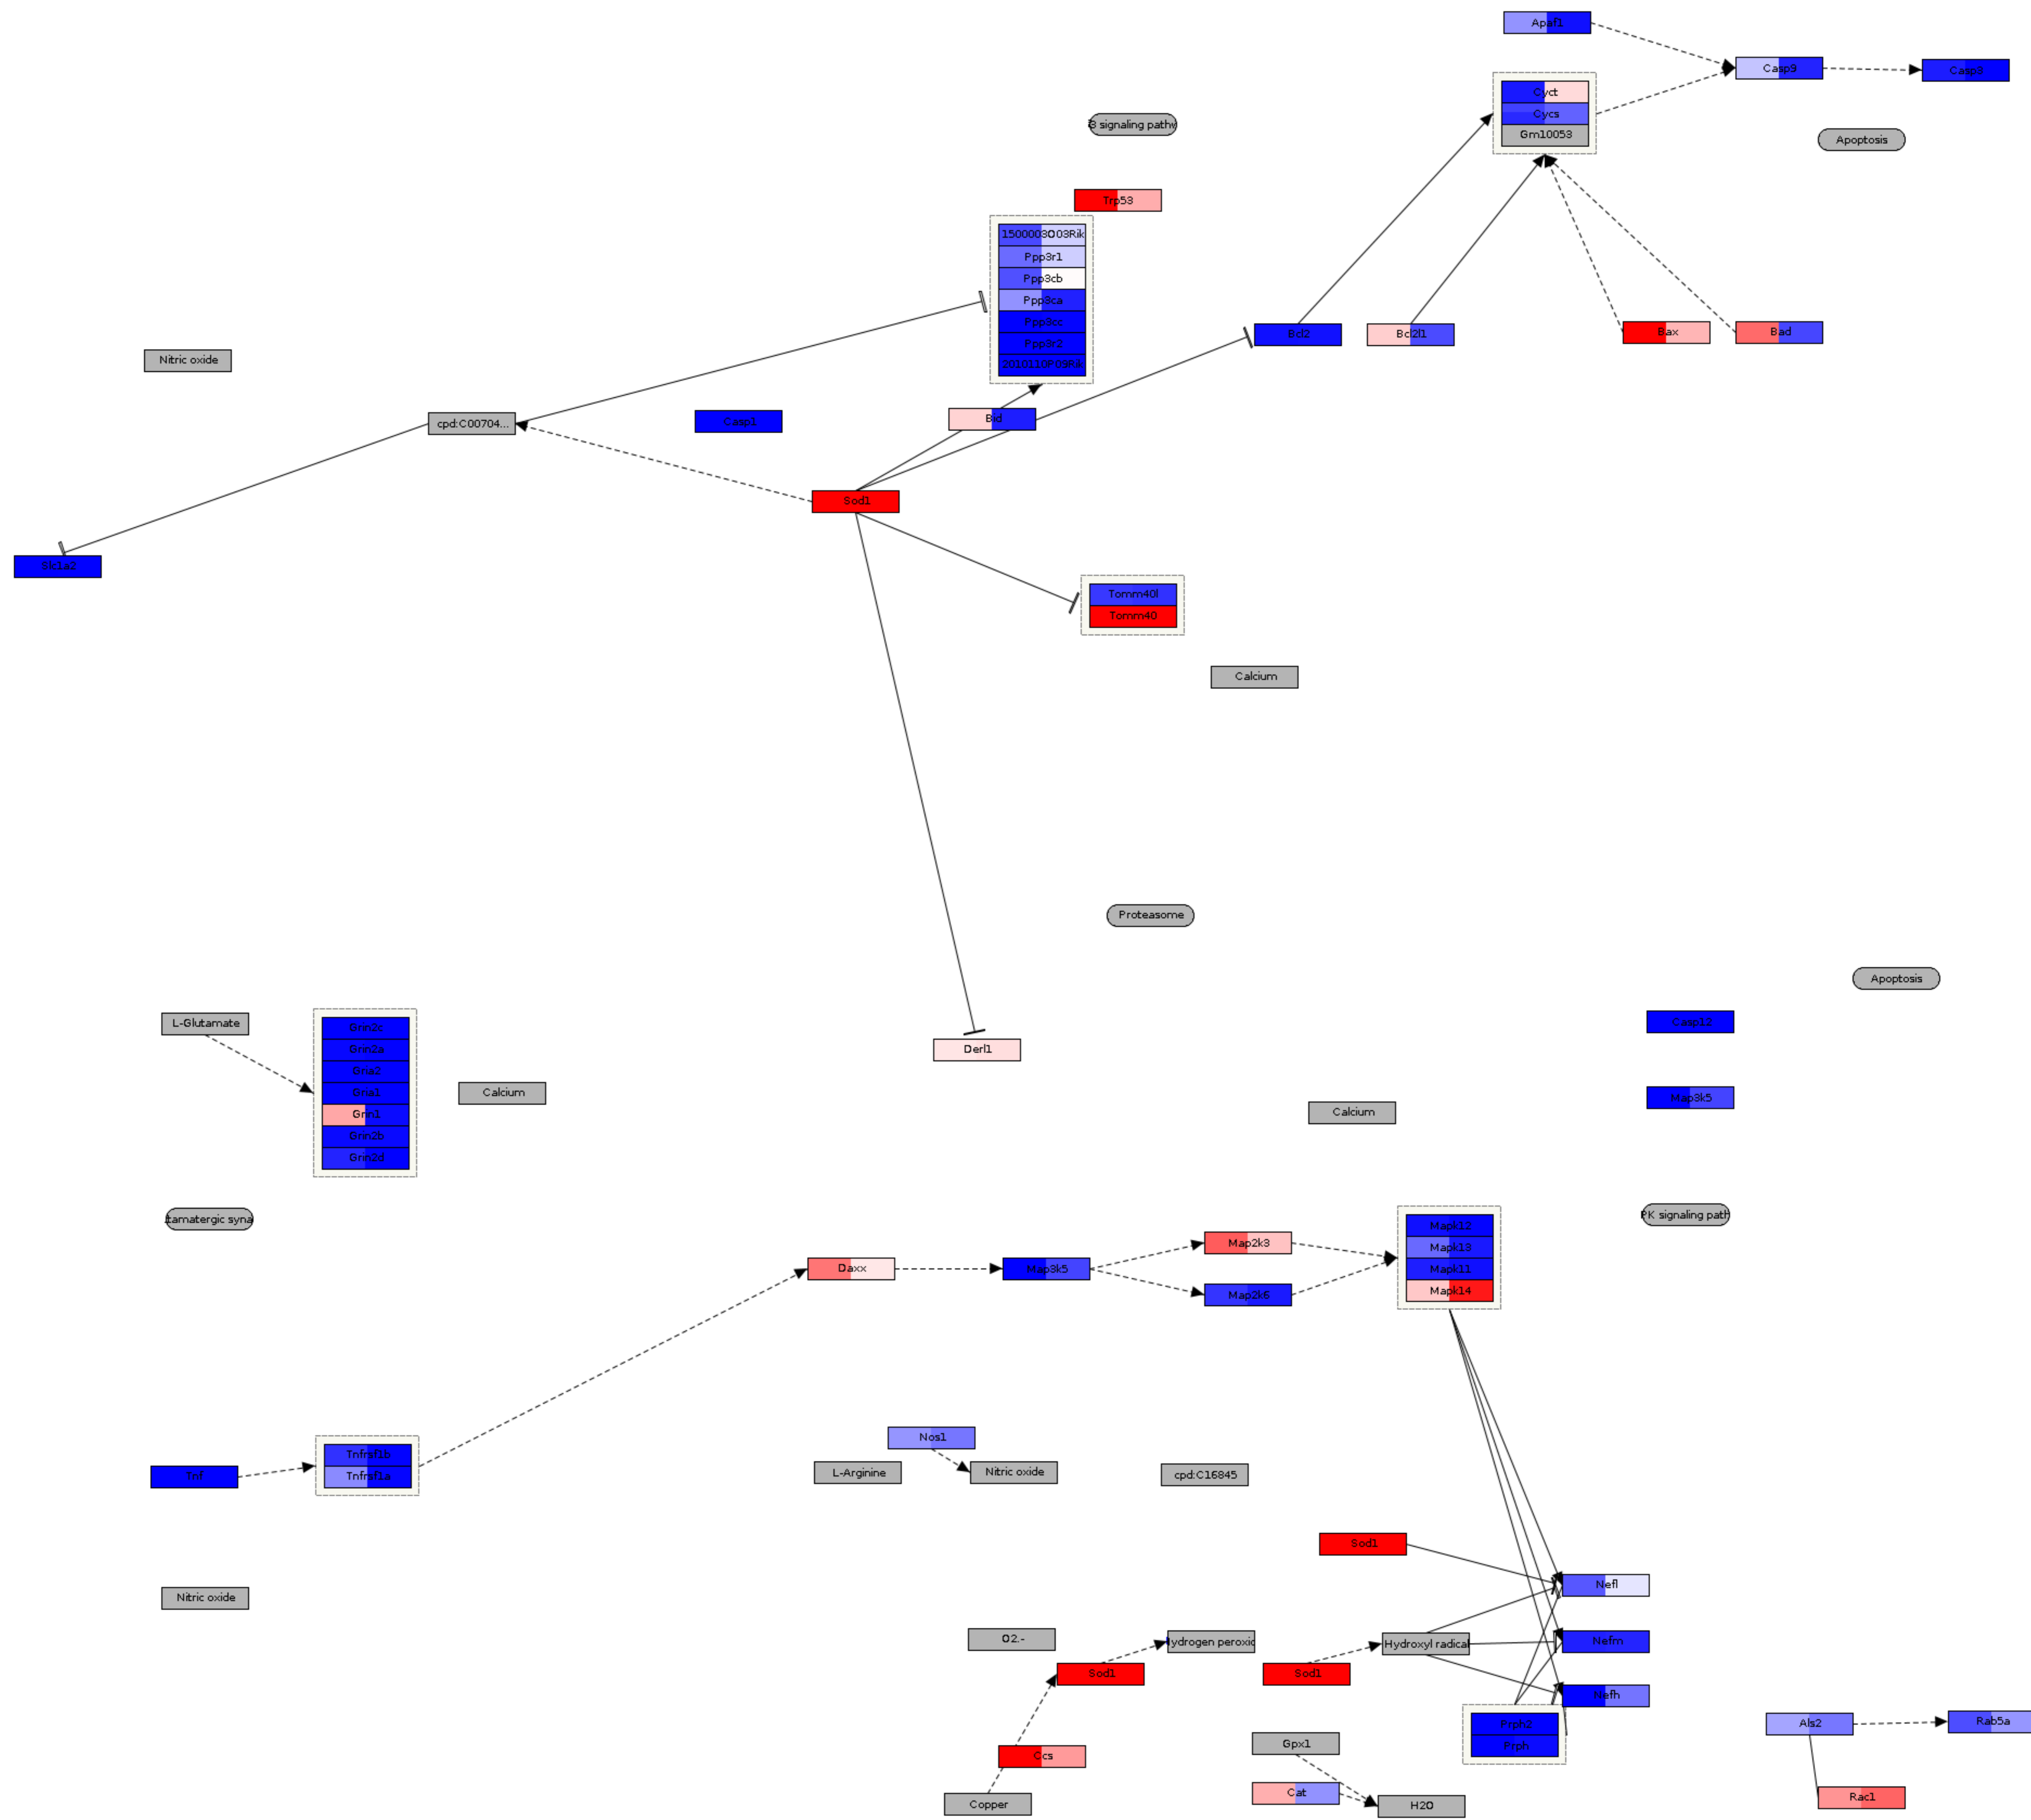 Apaf1
Casp9
Casp3
Cyct
Cycs
Gm10053
3 signaling pathw
Apoptosis
Trp53
1500003O03Rik
Ppp3r1
Ppp3cb
Ppp3ca
Ppp3cc
Ppp3r2
2010110P03Rik
Bcl2
Bcl2l1
Bax
Bad
Nitric oxide
cpd:C00704...
Casp1
Bid
Sod1
Slc1a2
Tomm40l
Tomm40
Calcium
Proteasome
Apoptosis
L-Glutamate
Grin2c
Grin2a
Gria2
Gria1
Grin1
Grin2b
Grin2d
Calcium
Derl1
Casp12
Map3k5
Calcium
tamatergic syna
PK signaling path
Daxx
Map3k5
Map2k3
Map2k6
Mapk12
Mapk13
Mapk11
Mapk14
Tnf
Tnfrsf1b
Tnfrsf1a
Nos1
L-Arginine
Nitric oxide
cpd:C16845
Sod1
Nefl
Nitric oxide
O2.-
ydrogen peroxid
Sod1
Sod1
Hydroxyl radical
Nefm
Nefh
Prph2
Prph
Als2
Rab5a
Ccs
Gpx1
Cat
Copper
H2O
Rac1